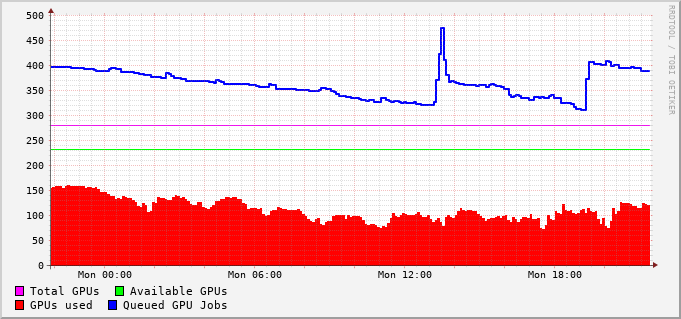 500
450
400
350
300
250
200
150
100
50
0
Mon 00:00 Mon 06:00 Mon 12:00 Mon 18:00
Total GPUs Available GPUs
GPUs used Queued GPU Jobs
RRDTOOL / TOBI OETIKER